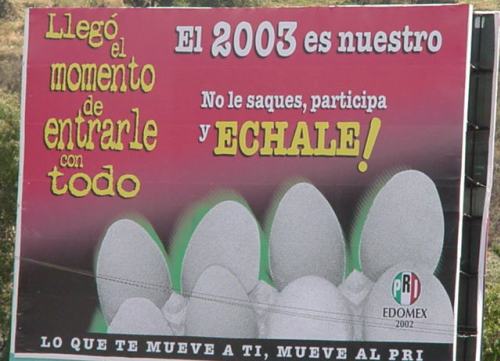 Llegó
el
momento
de
entrarle
con
todo
El 2003 es nuestro
No le saques, participa
y ECHALE!
PRI
EDOMEX
2002
LO QUE TE MUEVE A TI, MUEVE AL PRI